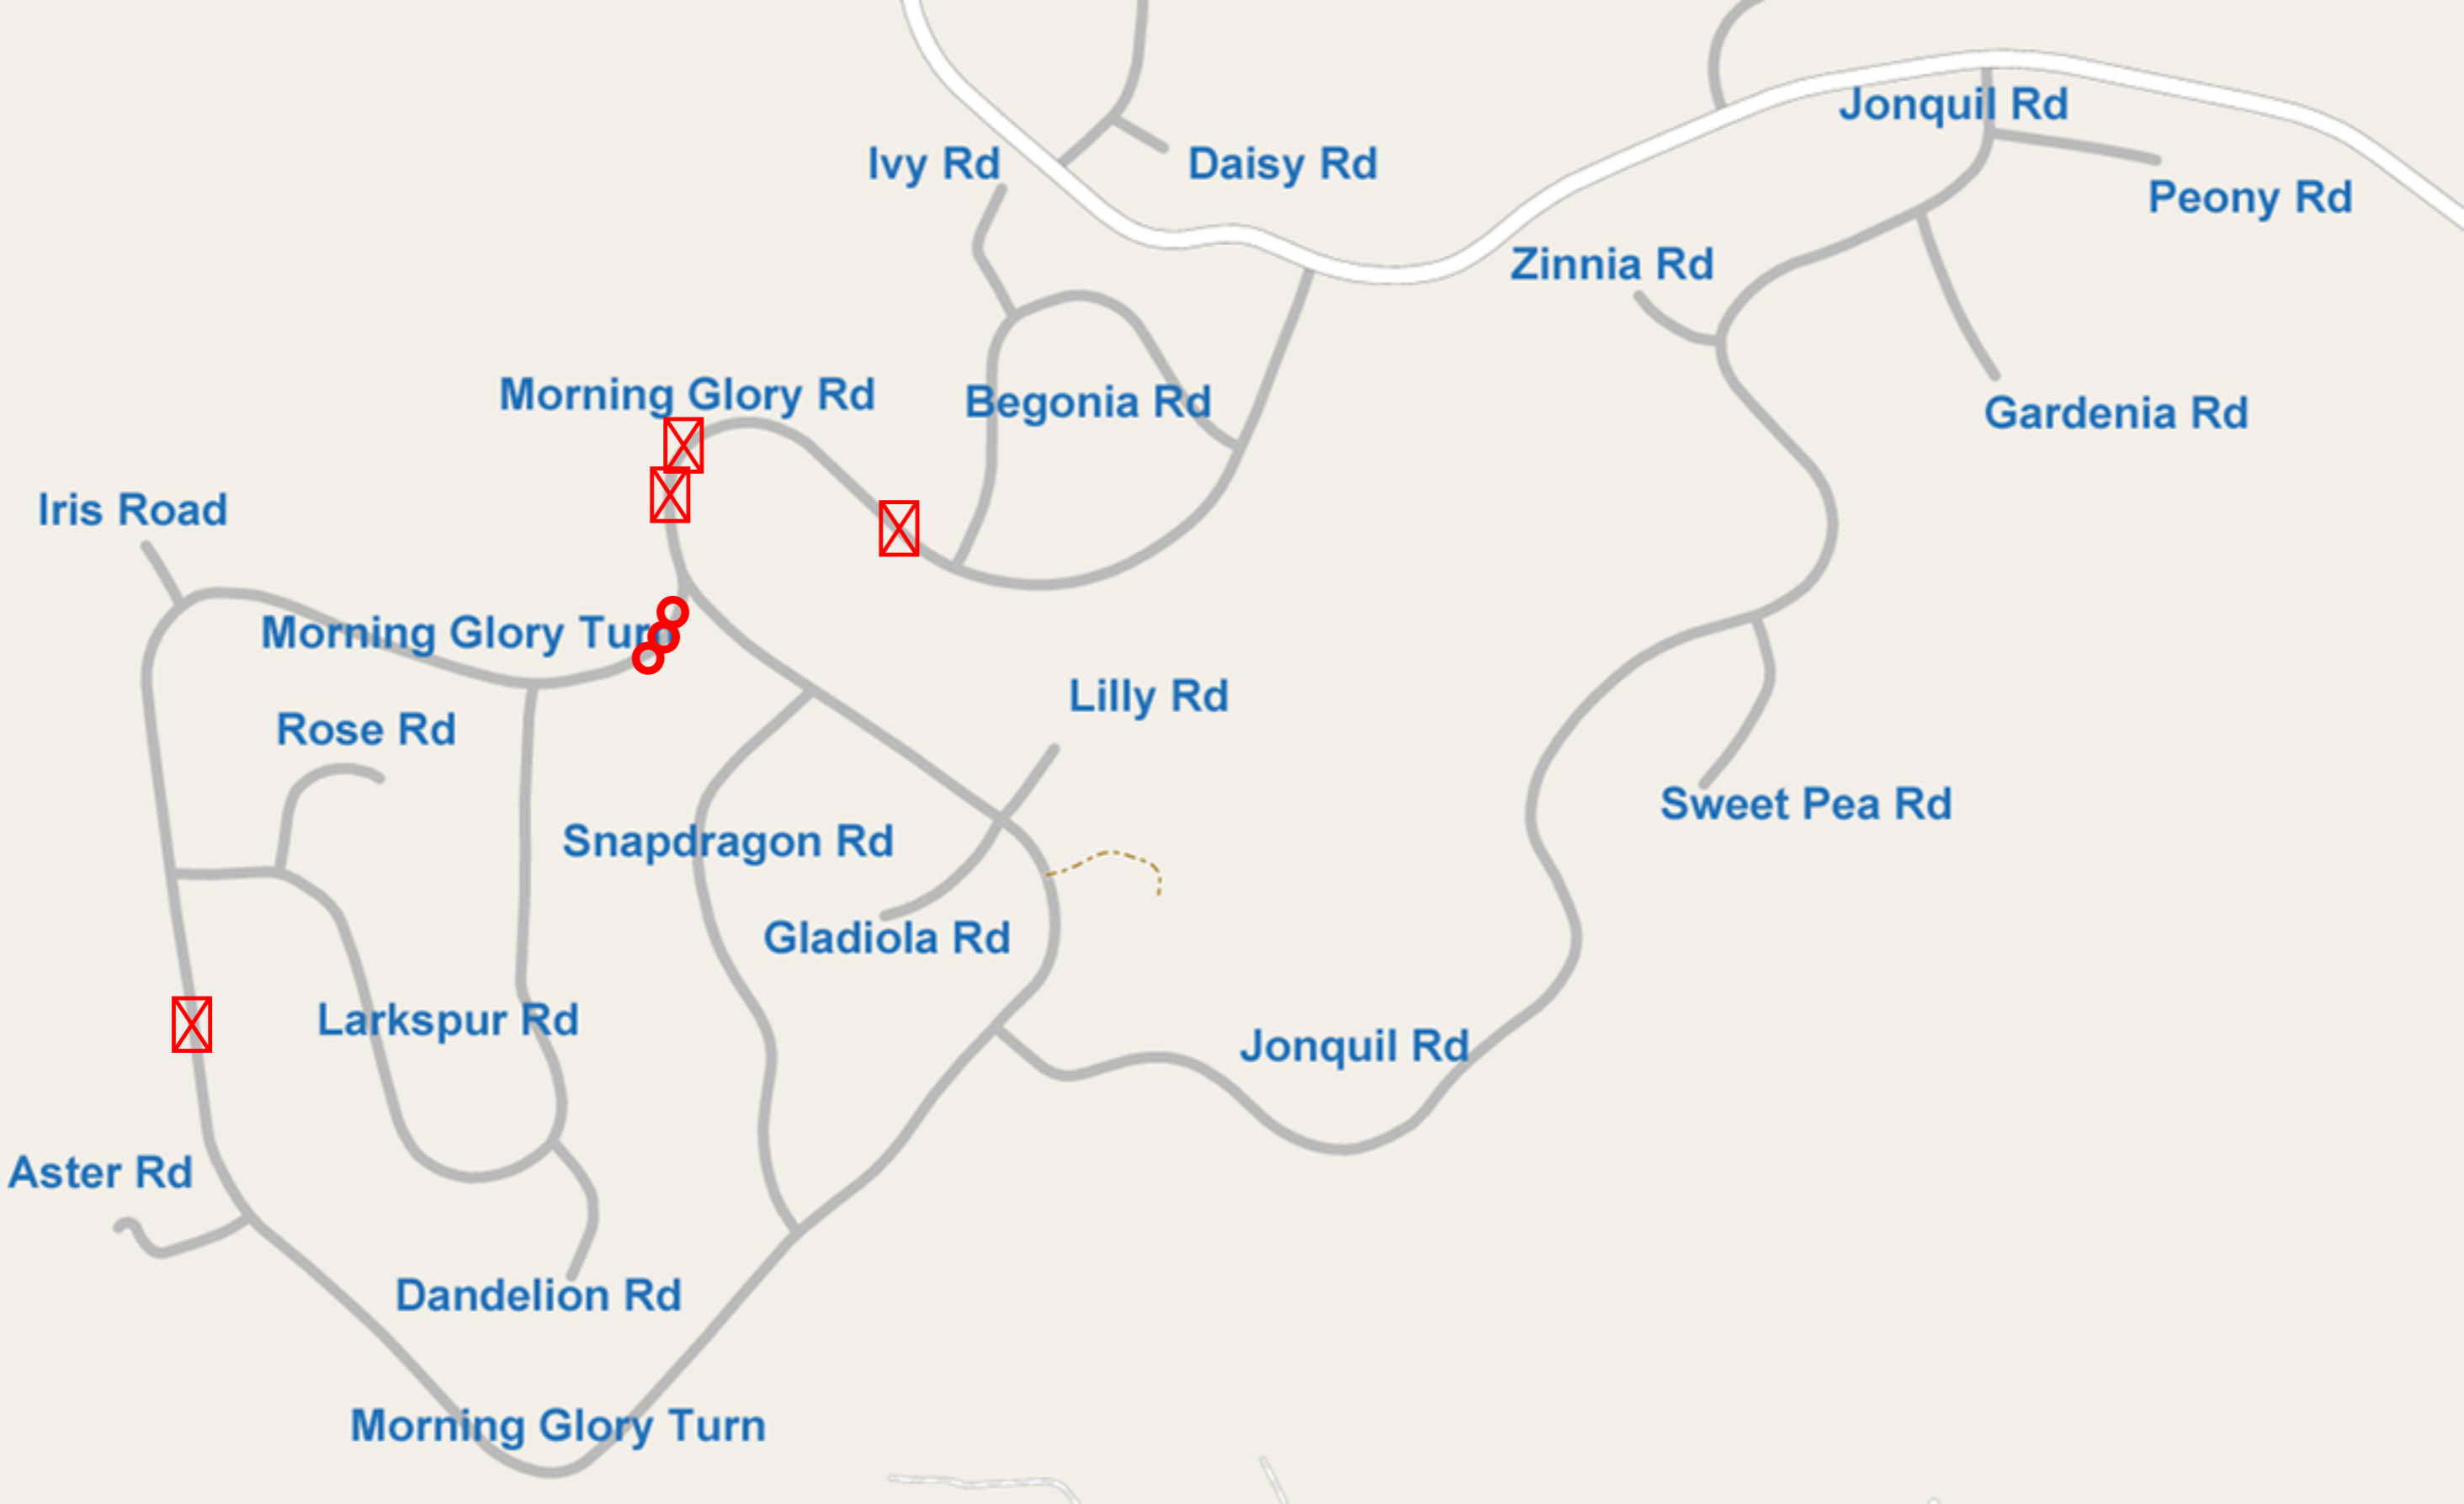 Jonquil Rd
Ivy Rd
Daisy Rd
Peony Rd
Zinnia Rd
Morning Glory Rd
Begonia Rd
Gardenia Rd
Iris Road
Morning Glory Turn
Lilly Rd
Rose Rd
Sweet Pea Rd
Snapdragon Rd
Gladiola Rd
Larkspur Rd
Jonquil Rd
Aster Rd
Dandelion Rd
Morning Glory Turn